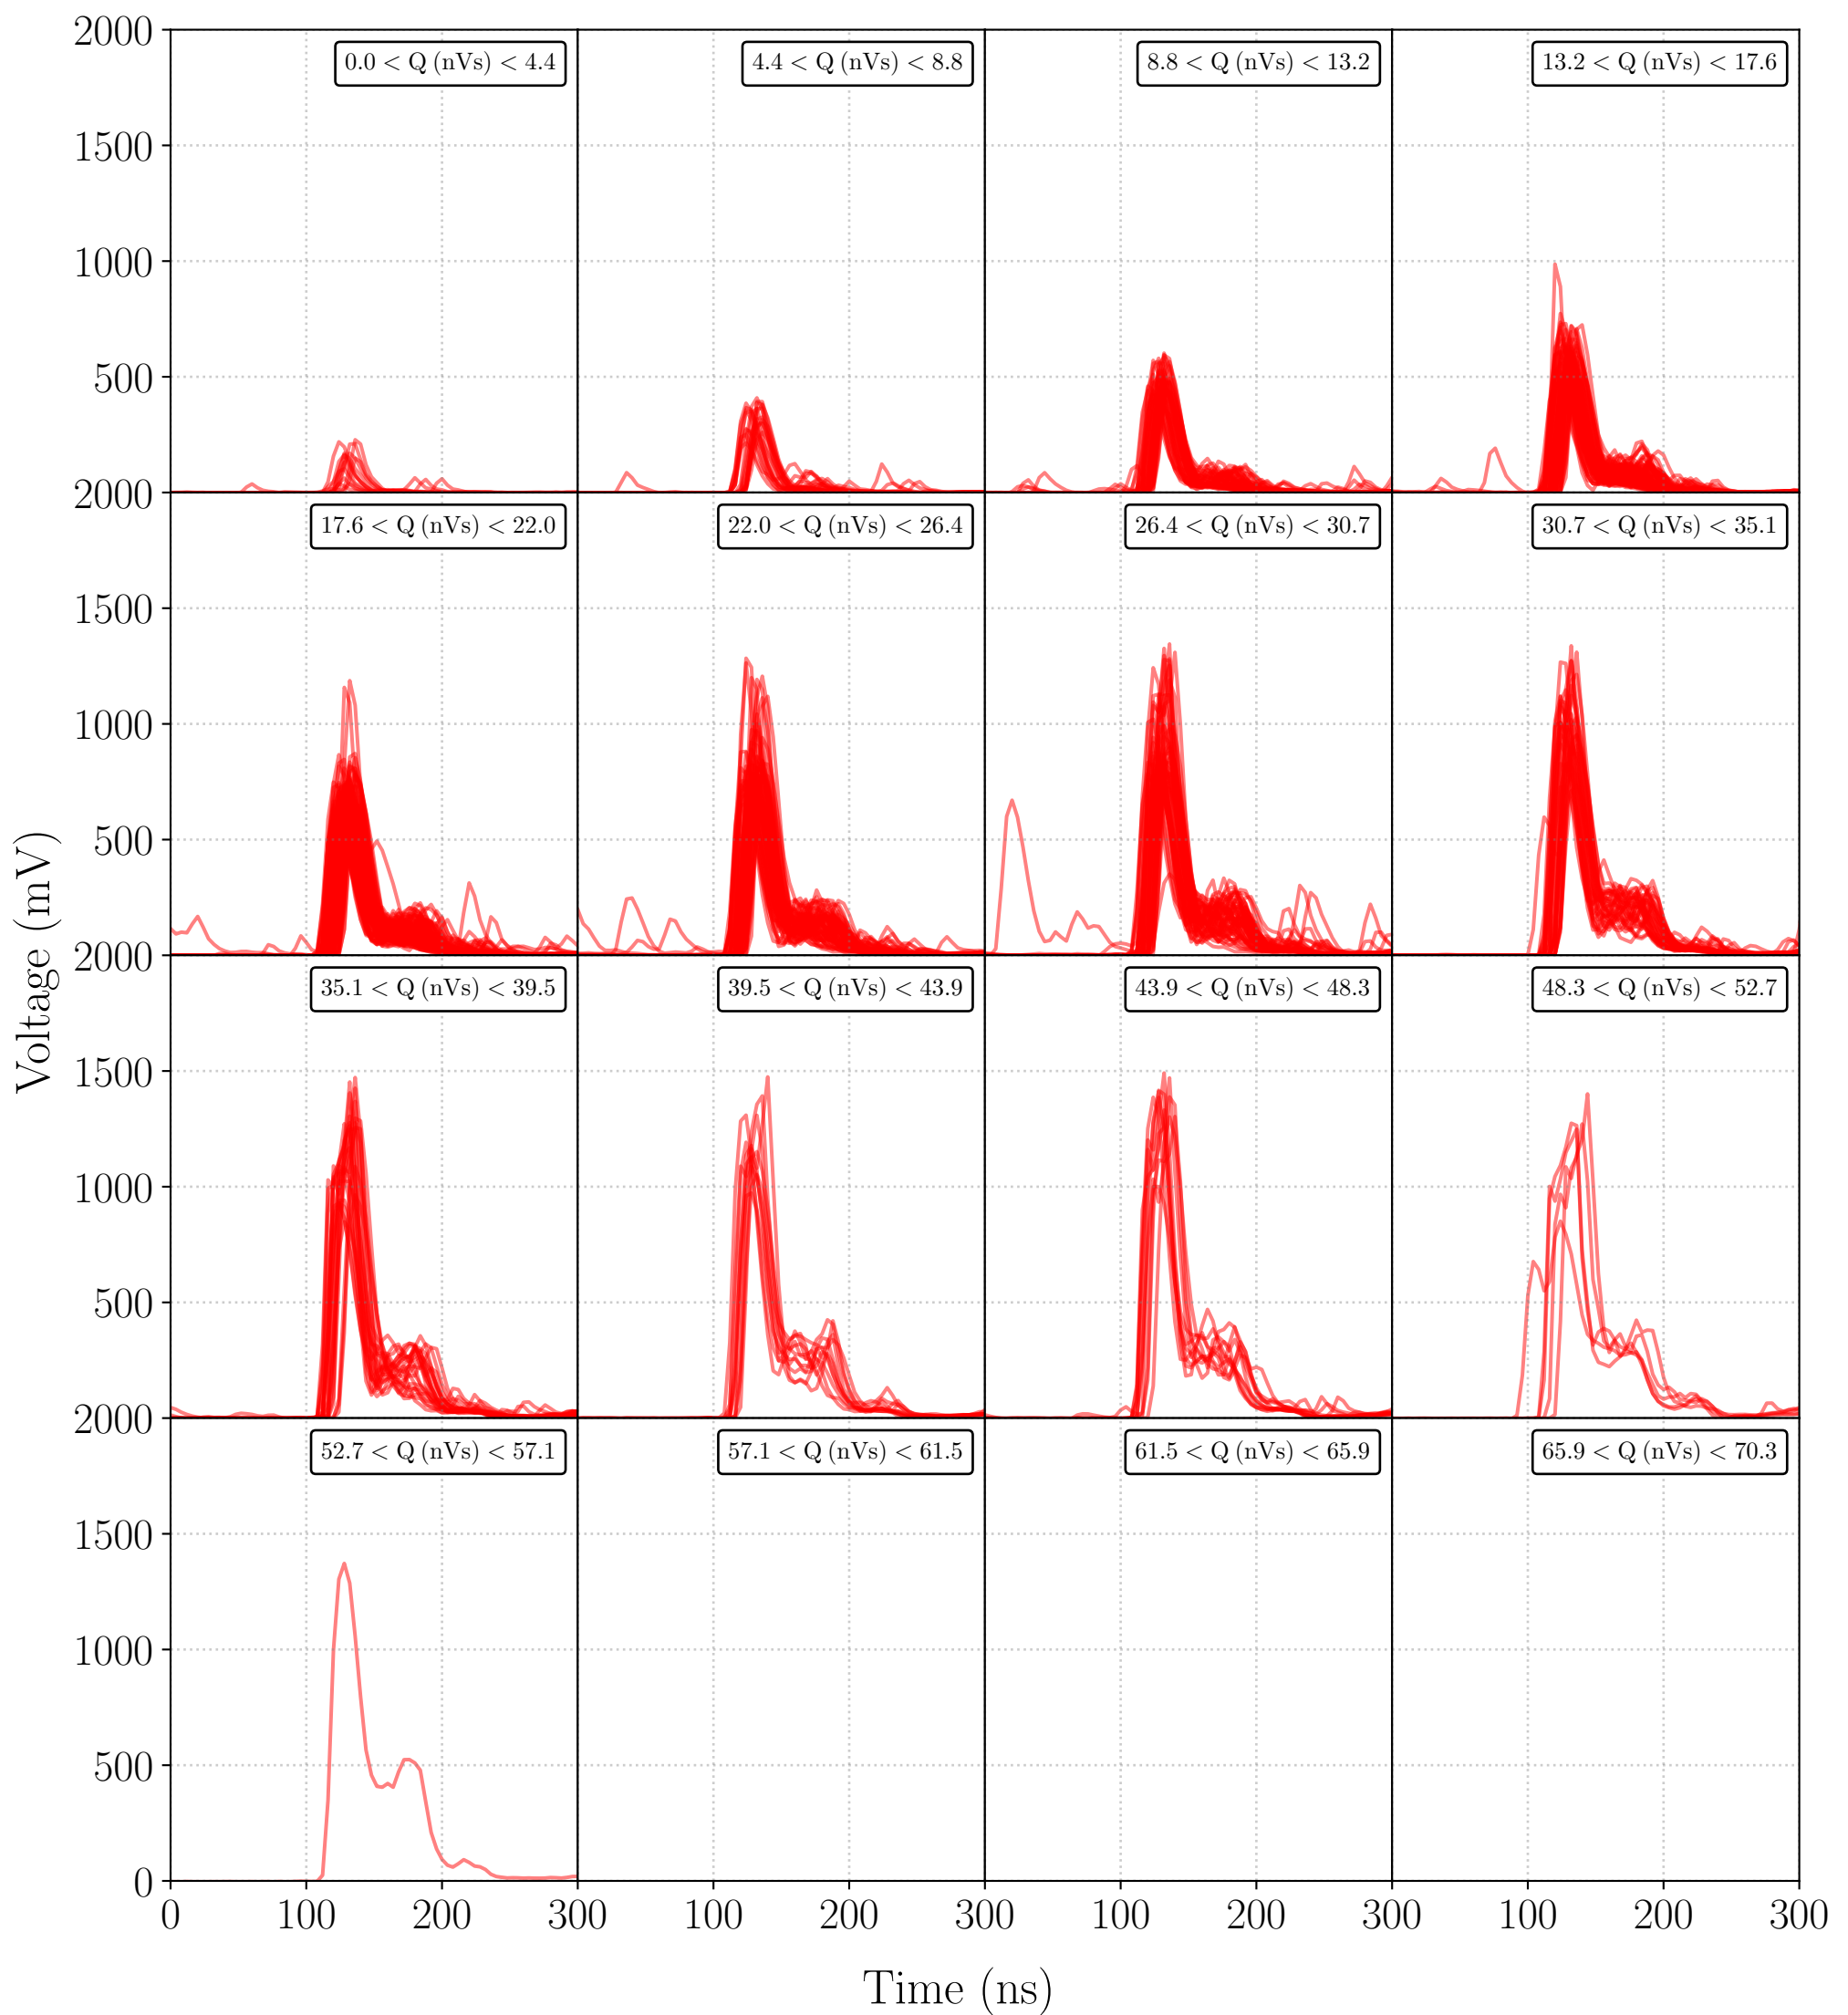 2000
0.0 < Q (nVs) < 4.4
4.4 < Q (nVs) < 8.8
8.8 < Q (nVs) < 13.2
13.2 < Q (nVs) < 17.6
1500
1000
500
2000
17.6 < Q (nVs) < 22.0
22.0 < Q (nVs) < 26.4
26.4 < Q (nVs) < 30.7
30.7 < Q (nVs) < 35.1
1500
1000
500
Voltage (mV)
2000
35.1 < Q (nVs) < 39.5
39.5 < Q (nVs) < 43.9
43.9 < Q (nVs) < 48.3
48.3 < Q (nVs) < 52.7
1500
1000
500
2000
52.7 < Q (nVs) < 57.1
57.1 < Q (nVs) < 61.5
61.5 < Q (nVs) < 65.9
65.9 < Q (nVs) < 70.3
1500
1000
500
0
0 100 200 300 100 200 300 100 200 300 100 200 300
Time (ns)